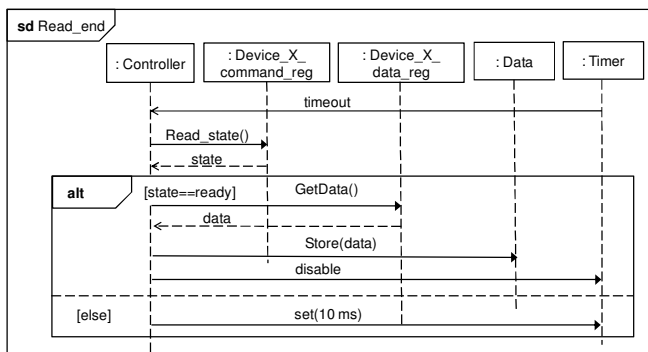 sd Read_end
: Controller
: Device_X_
command_reg
: Device_X_
data_reg
: Data
: Timer
timeout
Read_state()
state
alt
[state==ready]
GetData()
data
Store(data)
disable
[else]
set(10 ms)